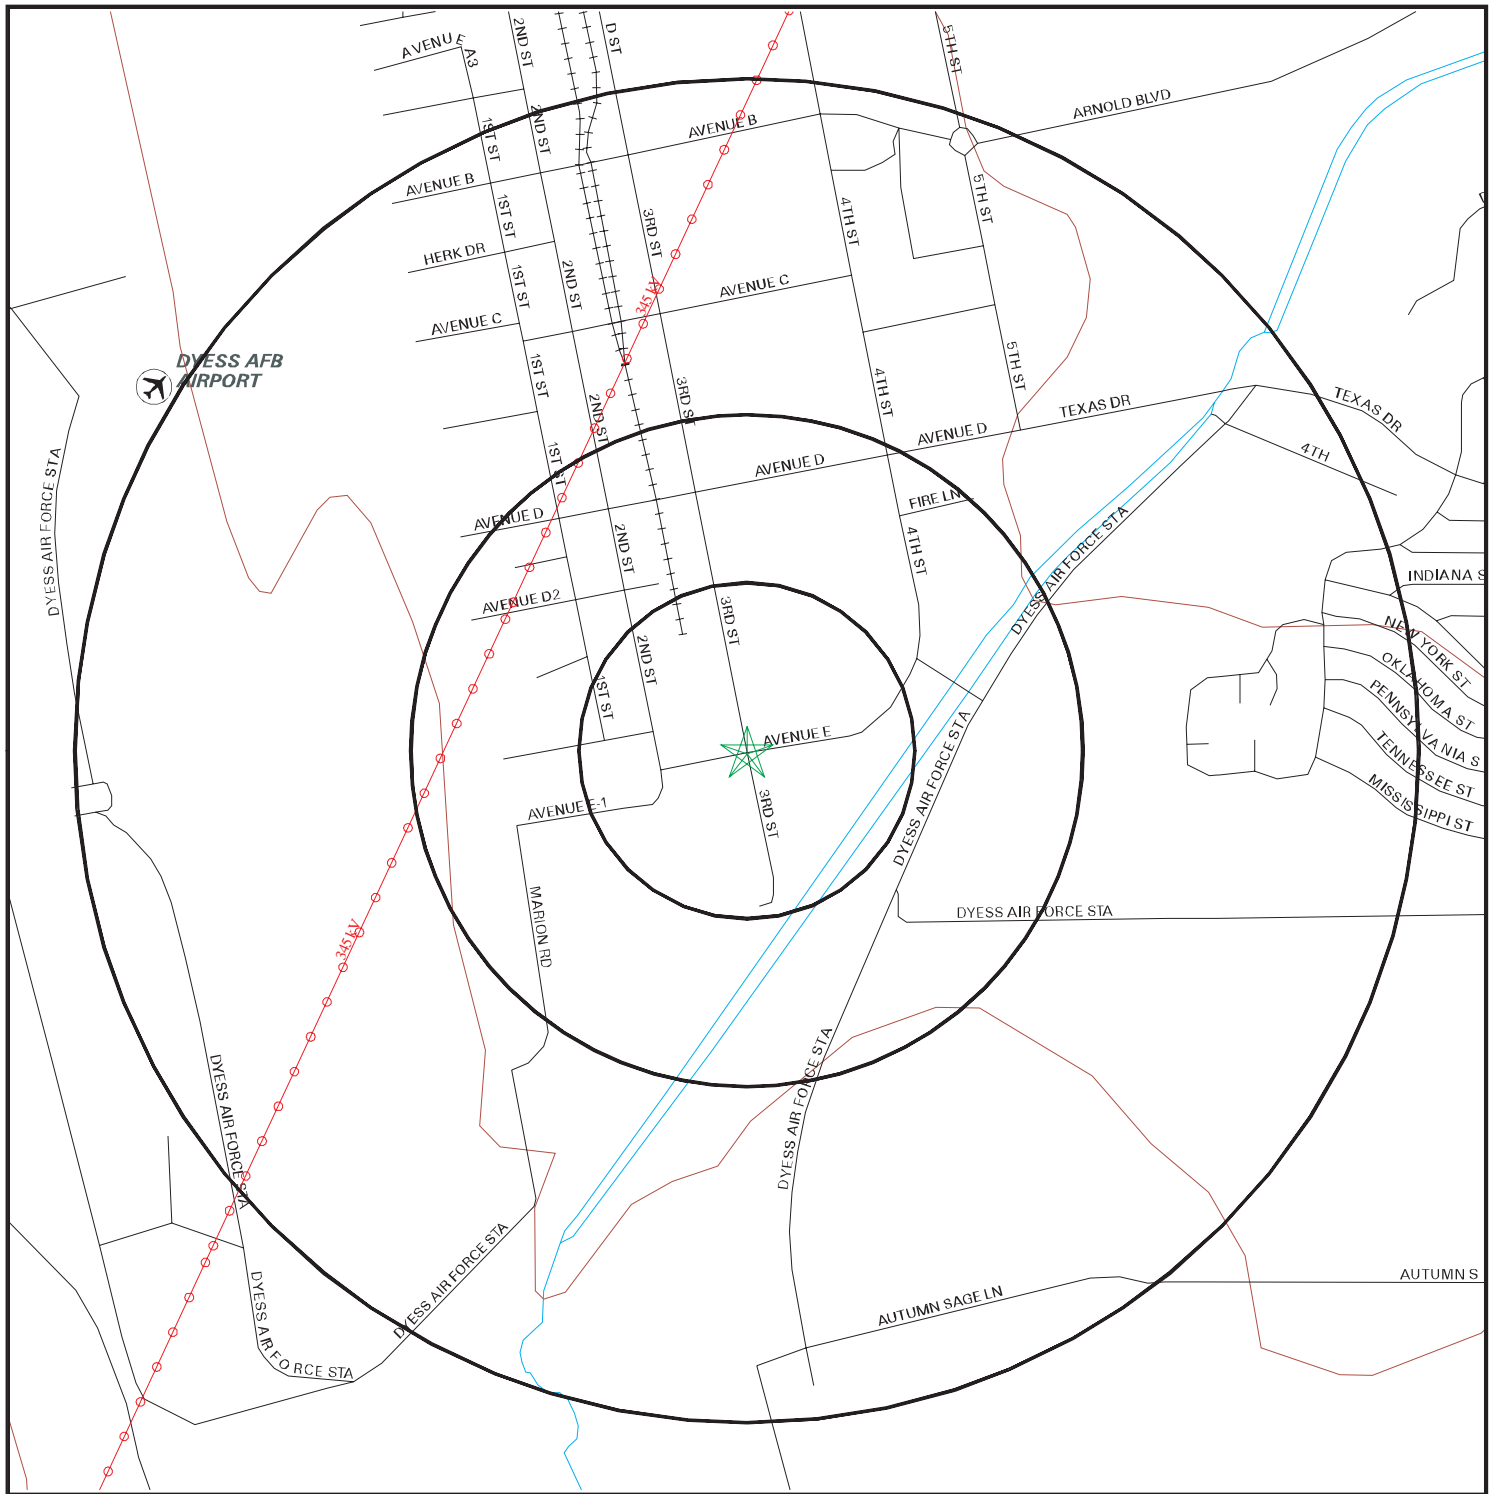 AVENUE A3
2ND ST
D ST
5TH ST
ARNOLD BLVD
1ST ST
2ND ST
AVENUE B
AVENUE B
1ST ST
3RD ST
4TH ST
5TH ST
HERK DR
1ST ST
2ND ST
345 kV
AVENUE C
AVENUE C
DYESS AFB
AIRPORT
1ST ST
3RD ST
4TH ST
5TH ST
TEXAS DR
TEXAS DR
2ND ST
AVENUE D
AVENUE D
4TH
1ST ST
DYESS AIR FORCE STA
FIRE LN
AVENUE D
2ND ST
4TH ST
DYESS AIR FORCE STA
INDIANA S
AVENUE D2
3RD ST
NEW YORK ST
2ND ST
OKLAHOMA ST
1ST ST
PENNSYLVANIA S
AVENUE E
DYESS AIR FORCE STA
TENNESSEE ST
AVENUE E-1
3RD ST
MISSISSIPPI ST
MARION RD
DYESS AIR FORCE STA
345 kV
DYESS AIR FORCE STA
DYESS AIR FORCE STA
DYESS AIR FORCE STA
DYESS AIR FORCE STA
AUTUMN SAGE LN
AUTUMN S
DYESS AIR FORCE STA